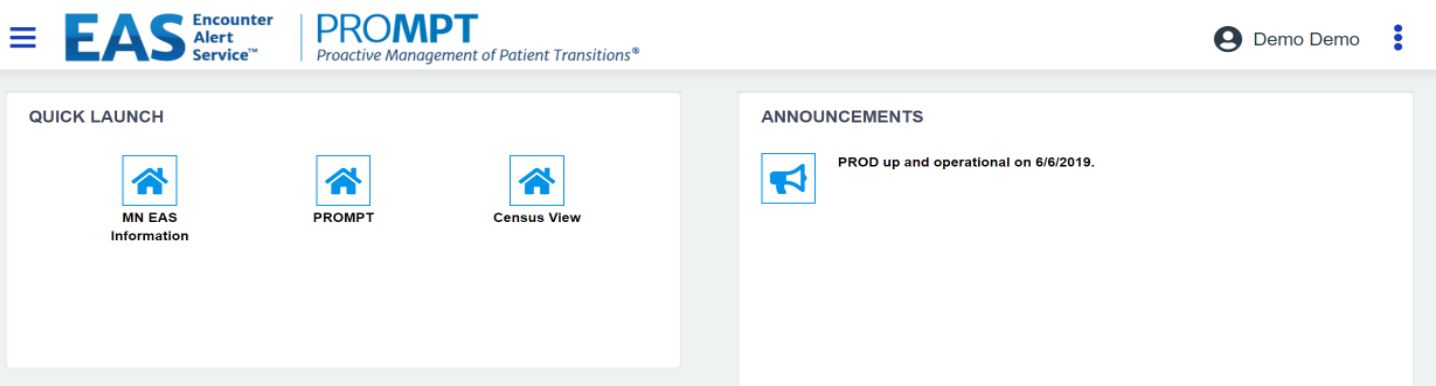 EAS Encounter
Alert
Service™
PROMPT
Proactive Management of Patient Transitions®
Demo Demo
QUICK LAUNCH
MN EAS
Information
PROMPT
Census View
ANNOUNCEMENTS
PROD up and operational on 6/6/2019.